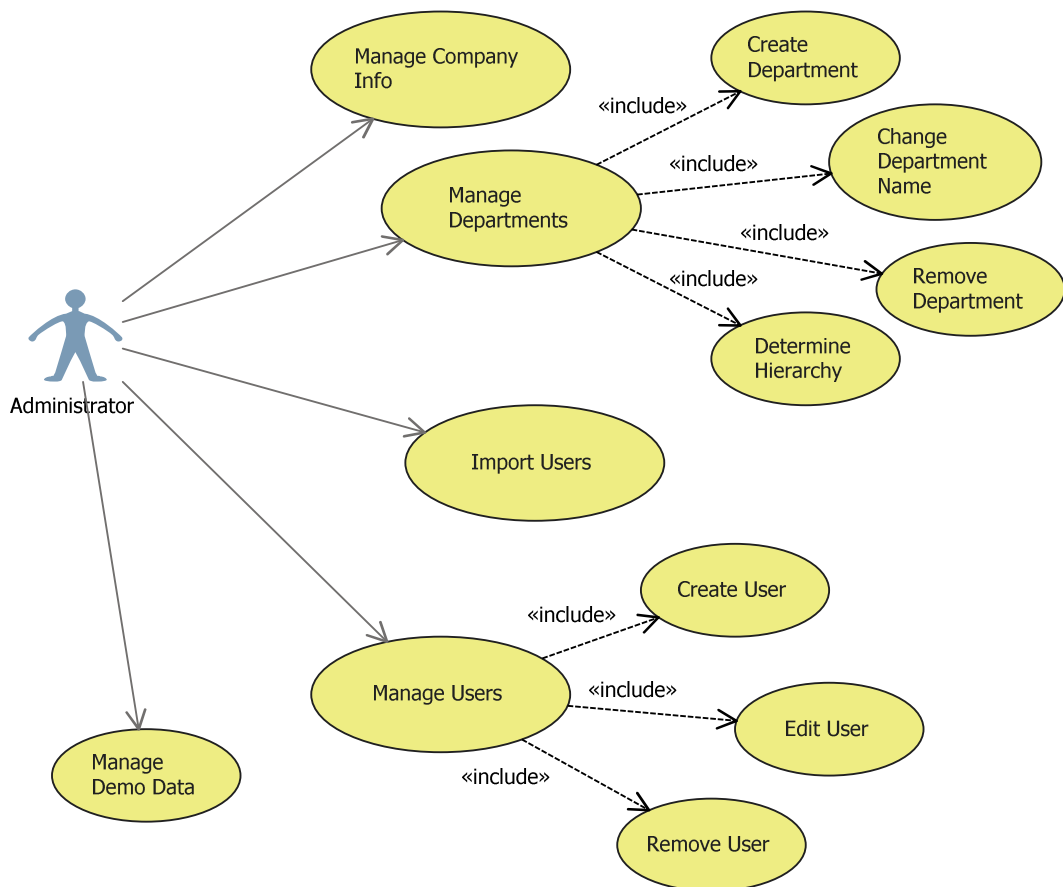 Manage Company
Info
Create
Department
«include»
«include»
Change
Department
Name
Manage
Departments
«include»
«include»
Remove
Department
Determine
Hierarchy
Administrator
Import Users
Create User
«include»
Manage Users
«include»
Edit User
«include»
Manage
Demo Data
Remove User